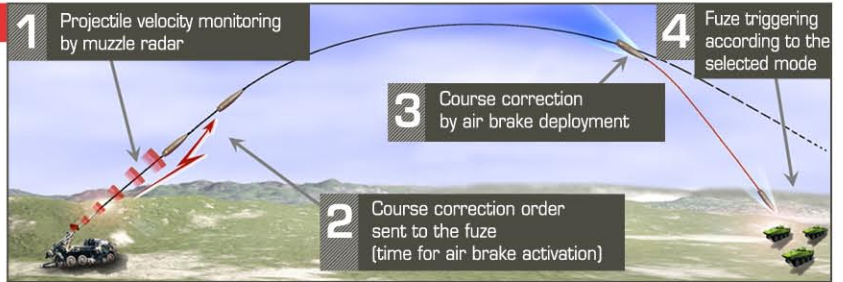 1
Projectile velocity monitoring
by muzzle radar
4
Fuze triggering
according to the
selected mode
3
Course correction
by air brake deployment
2
Course correction order
sent to the fuze
(time for air brake activation)